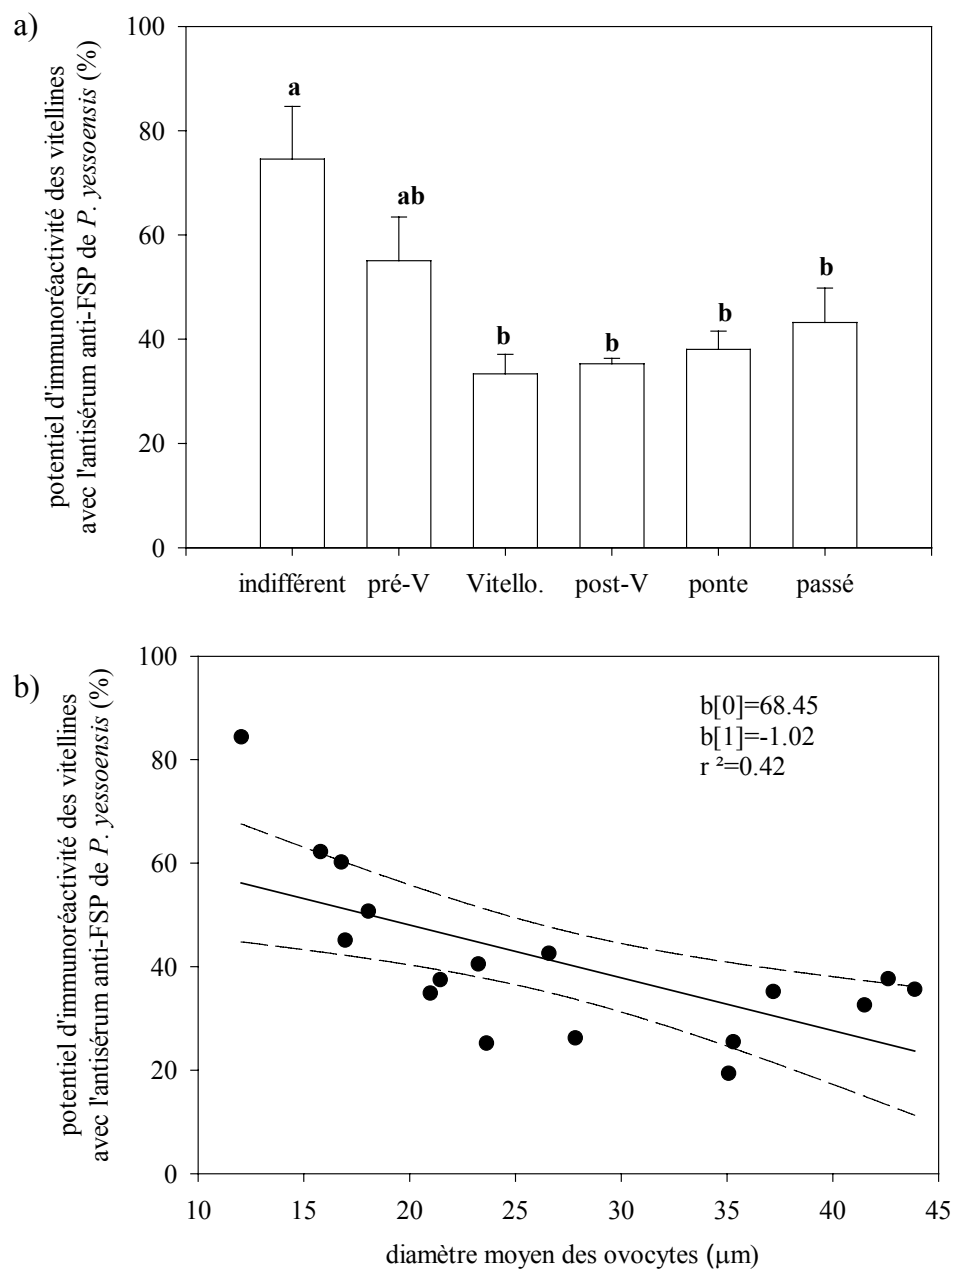 a)
potentiel d'immunoréactivité des vitellines
avec l'antisérum anti-FSP de P. yessoensis (%)
100
80
60
40
20
0
a
ab
b
b
b
b
indifférent pré-V Vitello. post-V ponte passé
b)
potentiel d'immunoréactivité des vitellines
avec l'antisérum anti-FSP de P. yessoensis (%)
100
80
60
40
20
0
b[0]=68.45
b[1]=-1.02
r ²=0.42
10 15 20 25 30 35 40 45
diamètre moyen des ovocytes (µm)